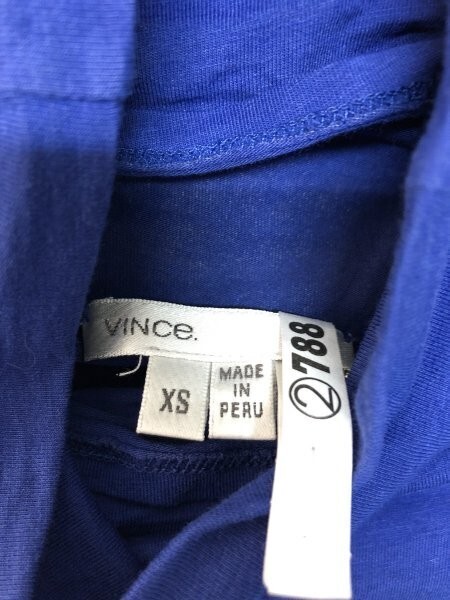 VINCE.
XS
MADE
IN
PERU
②788